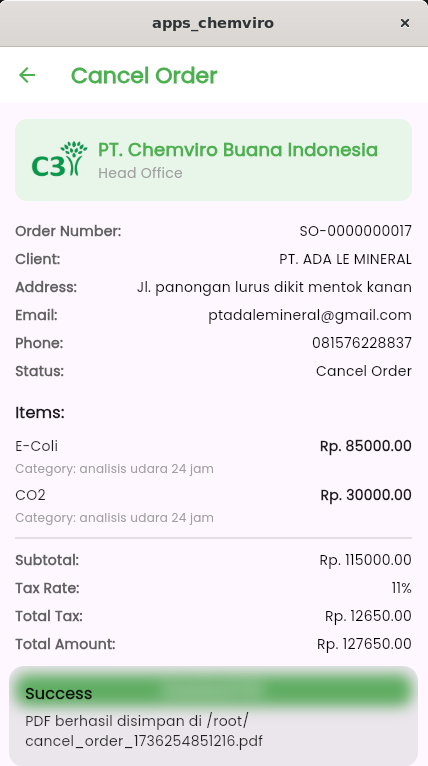 apps_chemviro
Cancel Order
C3 PT. Chemviro Buana Indonesia
Head Office
Order Number: SO-0000000017
Client: PT. ADA LE MINERAL
Address: Jl. panongan lurus dikit mentok kanan
Email: ptadalemineral@gmail.com
Phone: 081576228837
Status: Cancel Order
Items:
E-Coli Rp. 85000.00
Category: analisis udara 24 jam
CO2 Rp. 30000.00
Category: analisis udara 24 jam
Subtotal: Rp. 115000.00
Tax Rate: 11%
Total Tax: Rp. 12650.00
Total Amount: Rp. 127650.00
Success
PDF berhasil disimpan di /root/
cancel_order_1736254851216.pdf